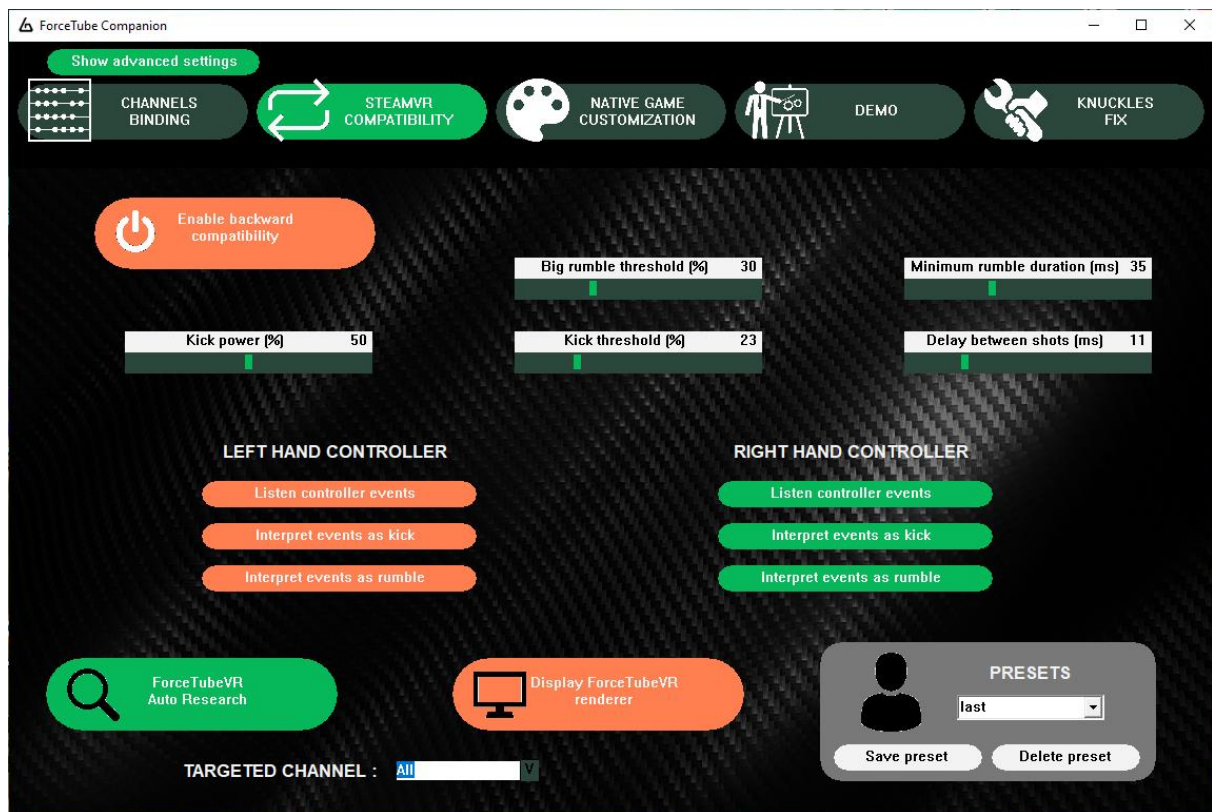 ForceTube Companion
Show advanced settings
CHANNELS
BINDING
STEAMVR
COMPATIBILITY
NATIVE GAME
CUSTOMIZATION
DEMO
KNUCKLES
FIX
Enable backward
compatibility
Big rumble threshold (%) 30
Minimum rumble duration (ms) 35
Kick power (%) 50
Kick threshold (%) 23
Delay between shots (ms) 11
LEFT HAND CONTROLLER
RIGHT HAND CONTROLLER
Listen controller events
Listen controller events
Interpret events as kick
Interpret events as kick
Interpret events as rumble
Interpret events as rumble
ForceTubeVR
Auto Research
Display ForceTubeVR
renderer
PRESETS
last
Save preset
Delete preset
TARGETED CHANNEL : All V